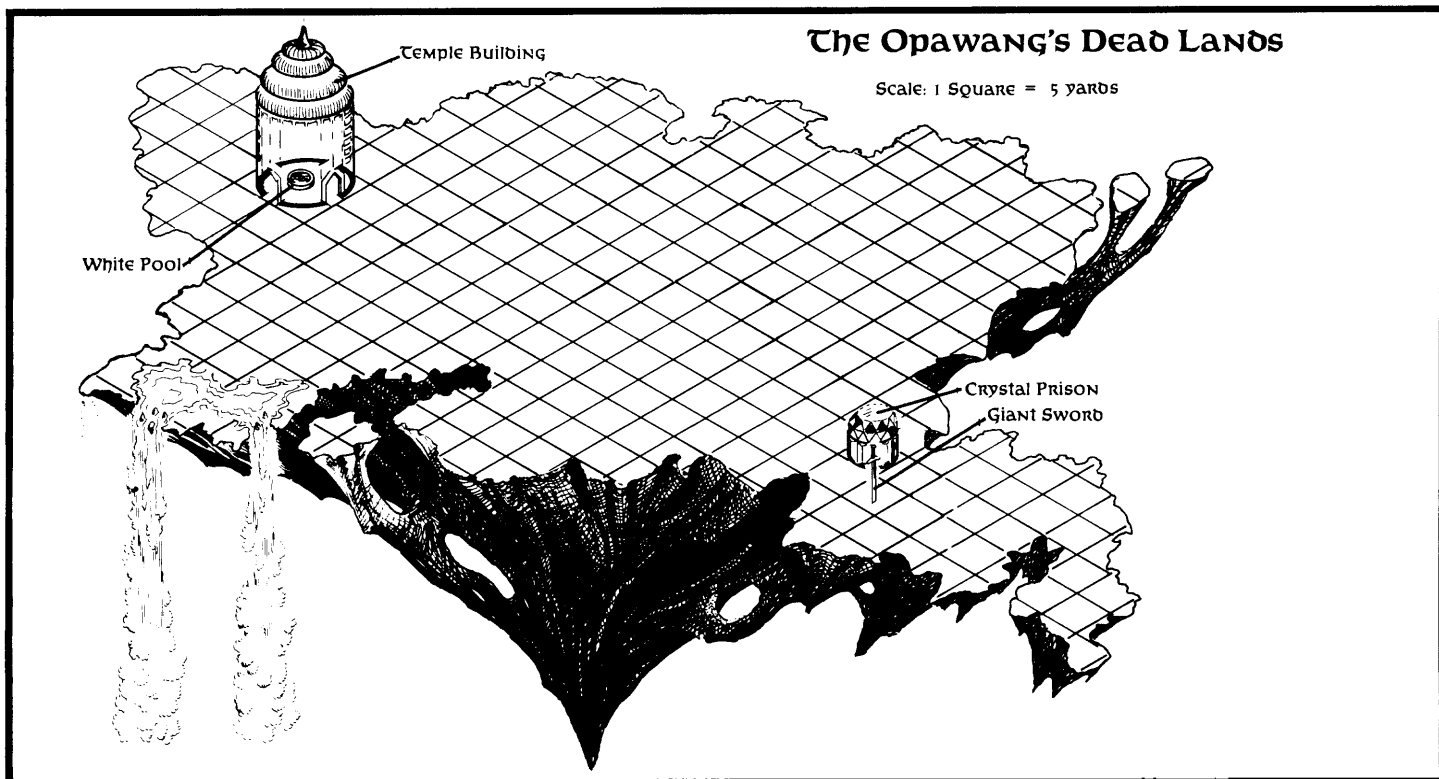 The Opawang's Dead Lands
Scale: 1 Square = 5 yards
Temple Building
White Pool
Crystal Prison
Giant Sword